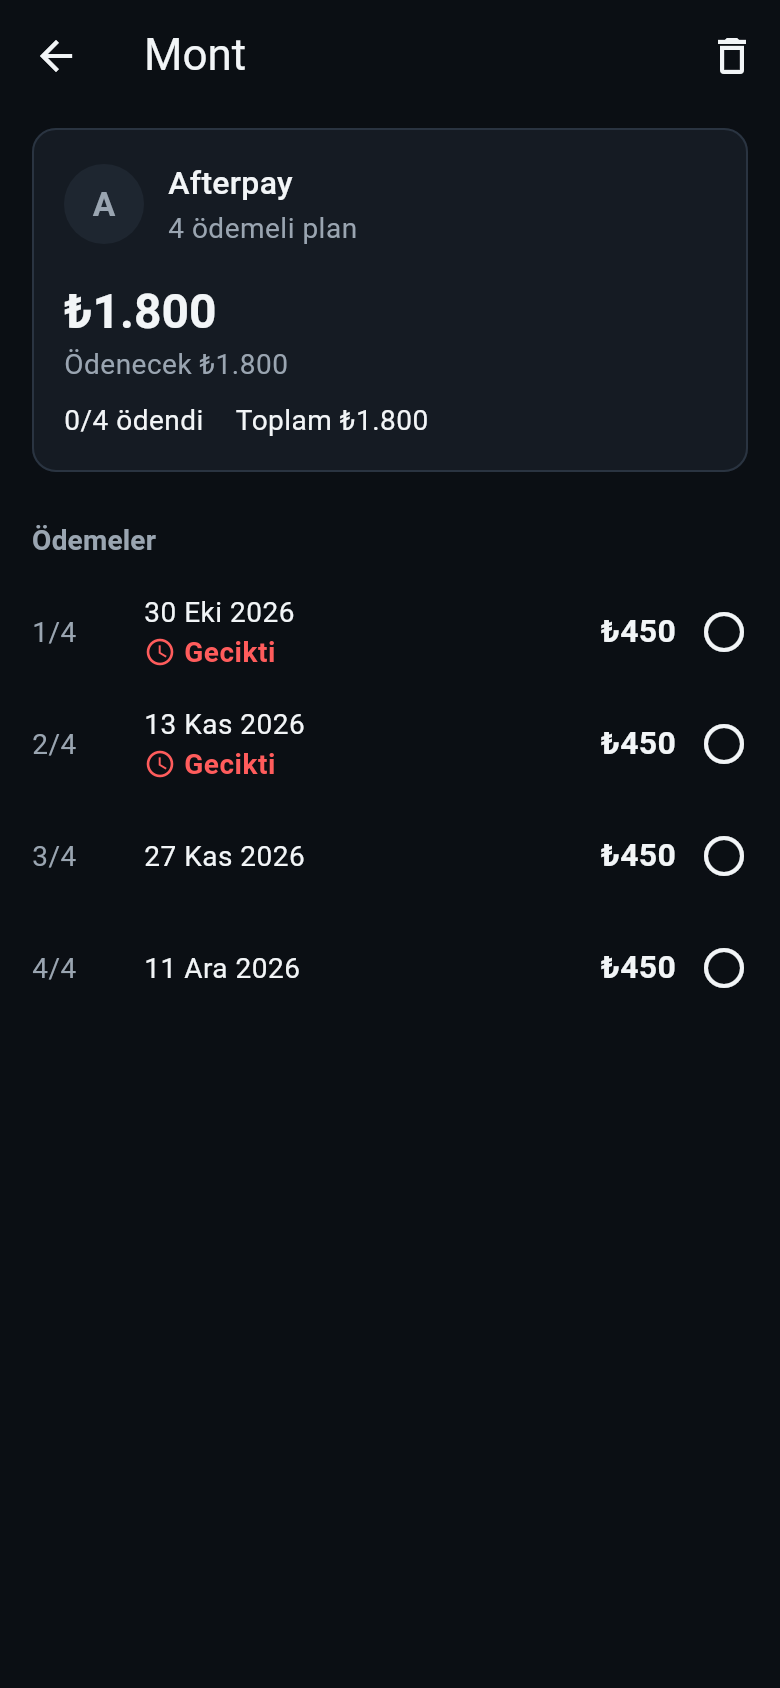 Mont
A
Afterpay
4 ödemeli plan
₺1.800
Ödenecek ₺1.800
0/4 ödendi Toplam ₺1.800
Ödemeler
1/4 30 Eki 2026 ₺450
Gecikti
2/4 13 Kas 2026 ₺450
Gecikti
3/4 27 Kas 2026 ₺450
4/4 11 Ara 2026 ₺450